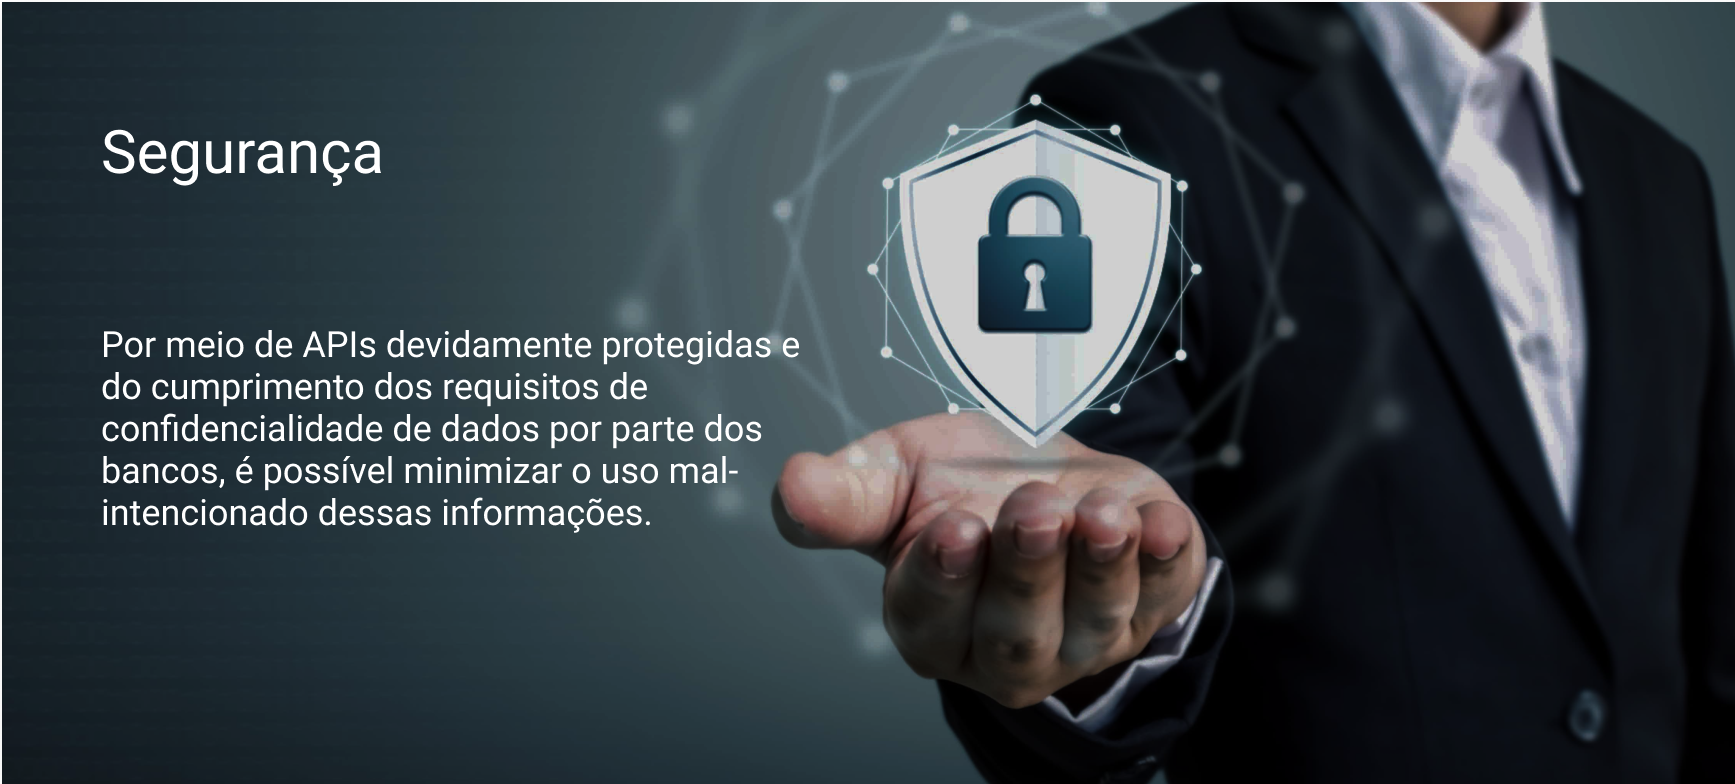 Segurança
Por meio de APIs devidamente protegidas e
do cumprimento dos requisitos de
confidencialidade de dados por parte dos
bancos, é possível minimizar o uso mal-
intencionado dessas informações.